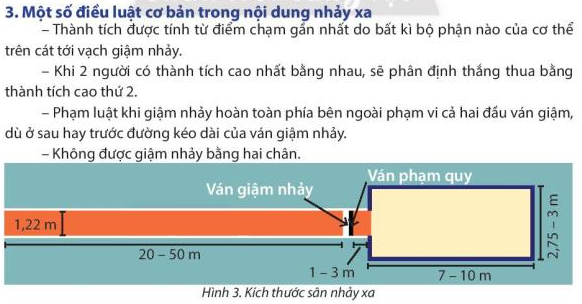 3. Một số điều luật cơ bản trong nội dung nhảy xa
– Thành tích được tính từ điểm chạm gần nhất do bất kì bộ phận nào của cơ thể
trên cát tới vạch giậm nhảy.
– Khi 2 người có thành tích cao nhất bằng nhau, sẽ phân định thắng thua bằng
thành tích cao thứ 2.
– Phạm luật khi giậm nhảy hoàn toàn phía bên ngoài phạm vi cả hai đầu ván giậm,
dù ở sau hay trước đường kéo dài của ván giậm nhảy.
– Không được giậm nhảy bằng hai chân.
Ván phạm quy
Ván giậm nhảy
1,22 m
2,75 – 3 m
20 – 50 m
1 – 3 m
7 – 10 m
Hình 3. Kích thước sân nhảy xa